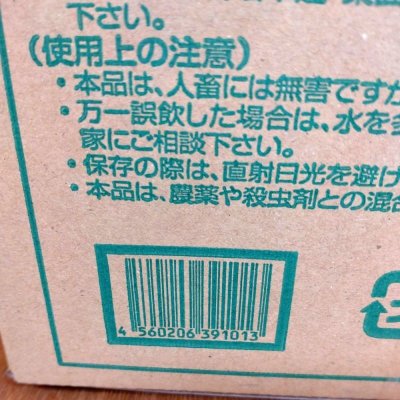 下さい。
（使用上の注意）
・本品は、人畜には無害ですが
・万一誤飲した場合は、水を多
家にご相談下さい。
・保存の際は、直射日光を避け
・本品は、農薬や殺虫剤との混合
4 560206 391013